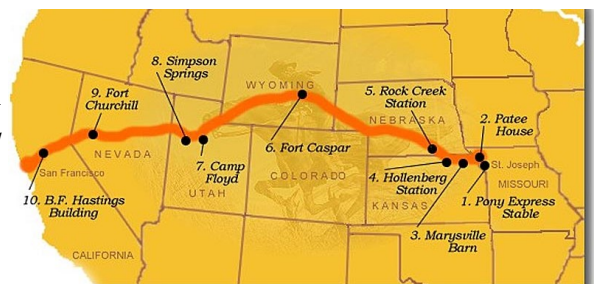 8. Simpson
Springs
9. Fort
Churchill
WYOMING
5. Rock Creek
Station
NEBRASKA
2. Patee
House
NEVADA
6. Fort Caspar
7. Camp
Floyd
UTAH
COLORADO
4. Hollenberg
Station
KANSAS
St. Joseph
MISSOURI
1. Pony Express
Stable
San Francisco
10. B.F. Hastings
Building
3. Marysville
Barn
CALIFORNIA